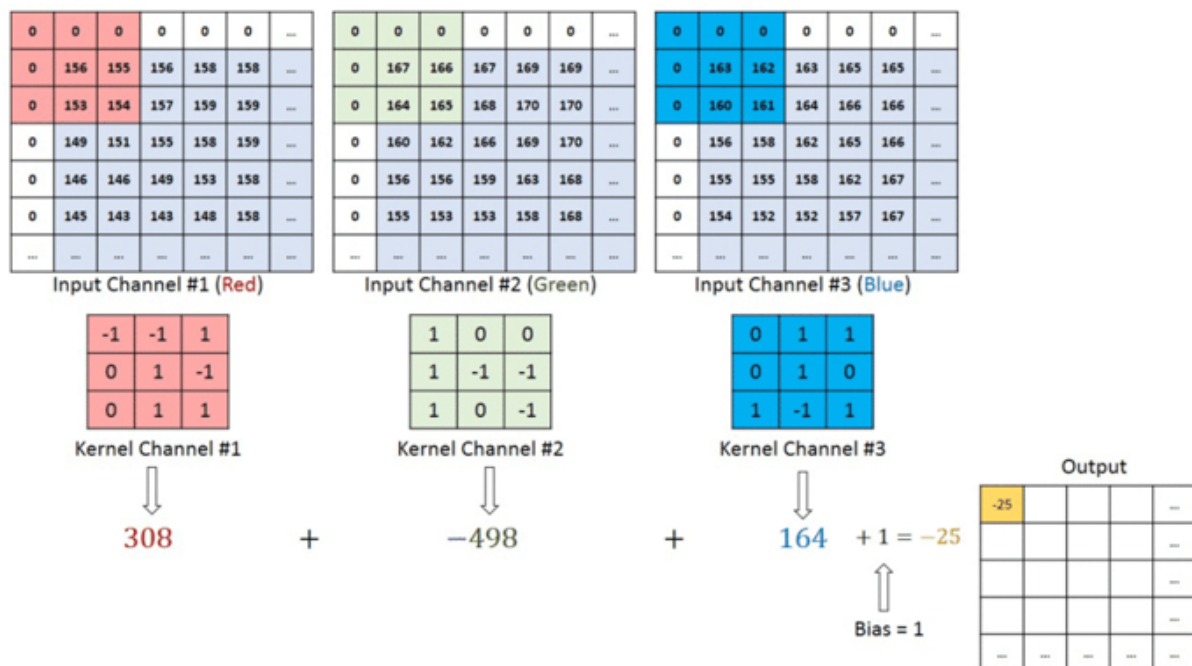 0 0 0 0 0 0 ... 0 0 0 0 0 0 ... 0 0 0 0 0 0 ...
0 156 155 156 158 158 ... 0 167 166 167 169 169 ... 0 163 162 163 165 165 ...
0 153 154 157 159 159 ... 0 164 165 168 170 170 ... 0 160 161 164 166 166 ...
0 149 151 155 158 159 ... 0 160 162 166 169 170 ... 0 156 158 162 165 166 ...
0 146 146 149 153 158 ... 0 156 156 159 163 168 ... 0 155 155 158 162 167 ...
0 145 143 143 148 158 ... 0 155 153 153 158 168 ... 0 154 152 152 157 167 ...
... ... ... ... ... ... ... ... ... ... ... ... ... ... ... ... ... ... ... ... ...
Input Channel #1 (Red) Input Channel #2 (Green) Input Channel #3 (Blue)
-1 -1 1 1 0 0 0 1 1
0 1 -1 1 -1 -1 0 1 0
0 1 1 1 0 -1 1 -1 1
Kernel Channel #1 Kernel Channel #2 Kernel Channel #3
308 + −498 + 164 + 1 = −25
Bias = 1
Output
-25 ...
...
...
...
... ... ... ... ...